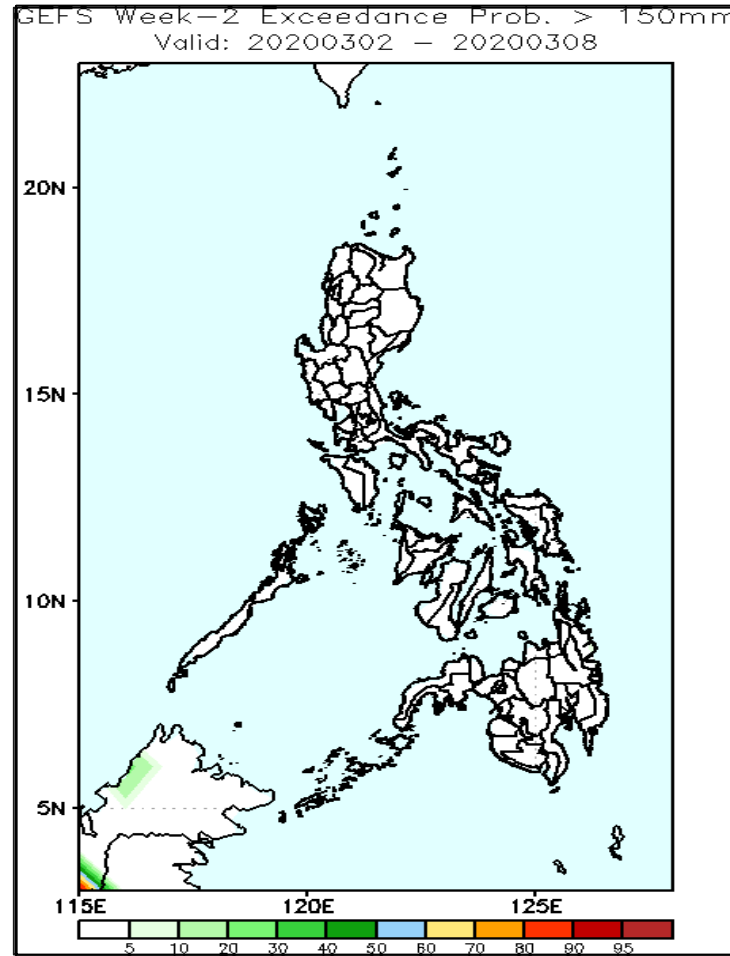 GEFS Week-2 Exceedance Prob. > 150mm
Valid: 20200302 - 20200308
20N
15N
10N
5N
115E 120E 125E
5 10 20 30 40 50 60 70 80 90 95